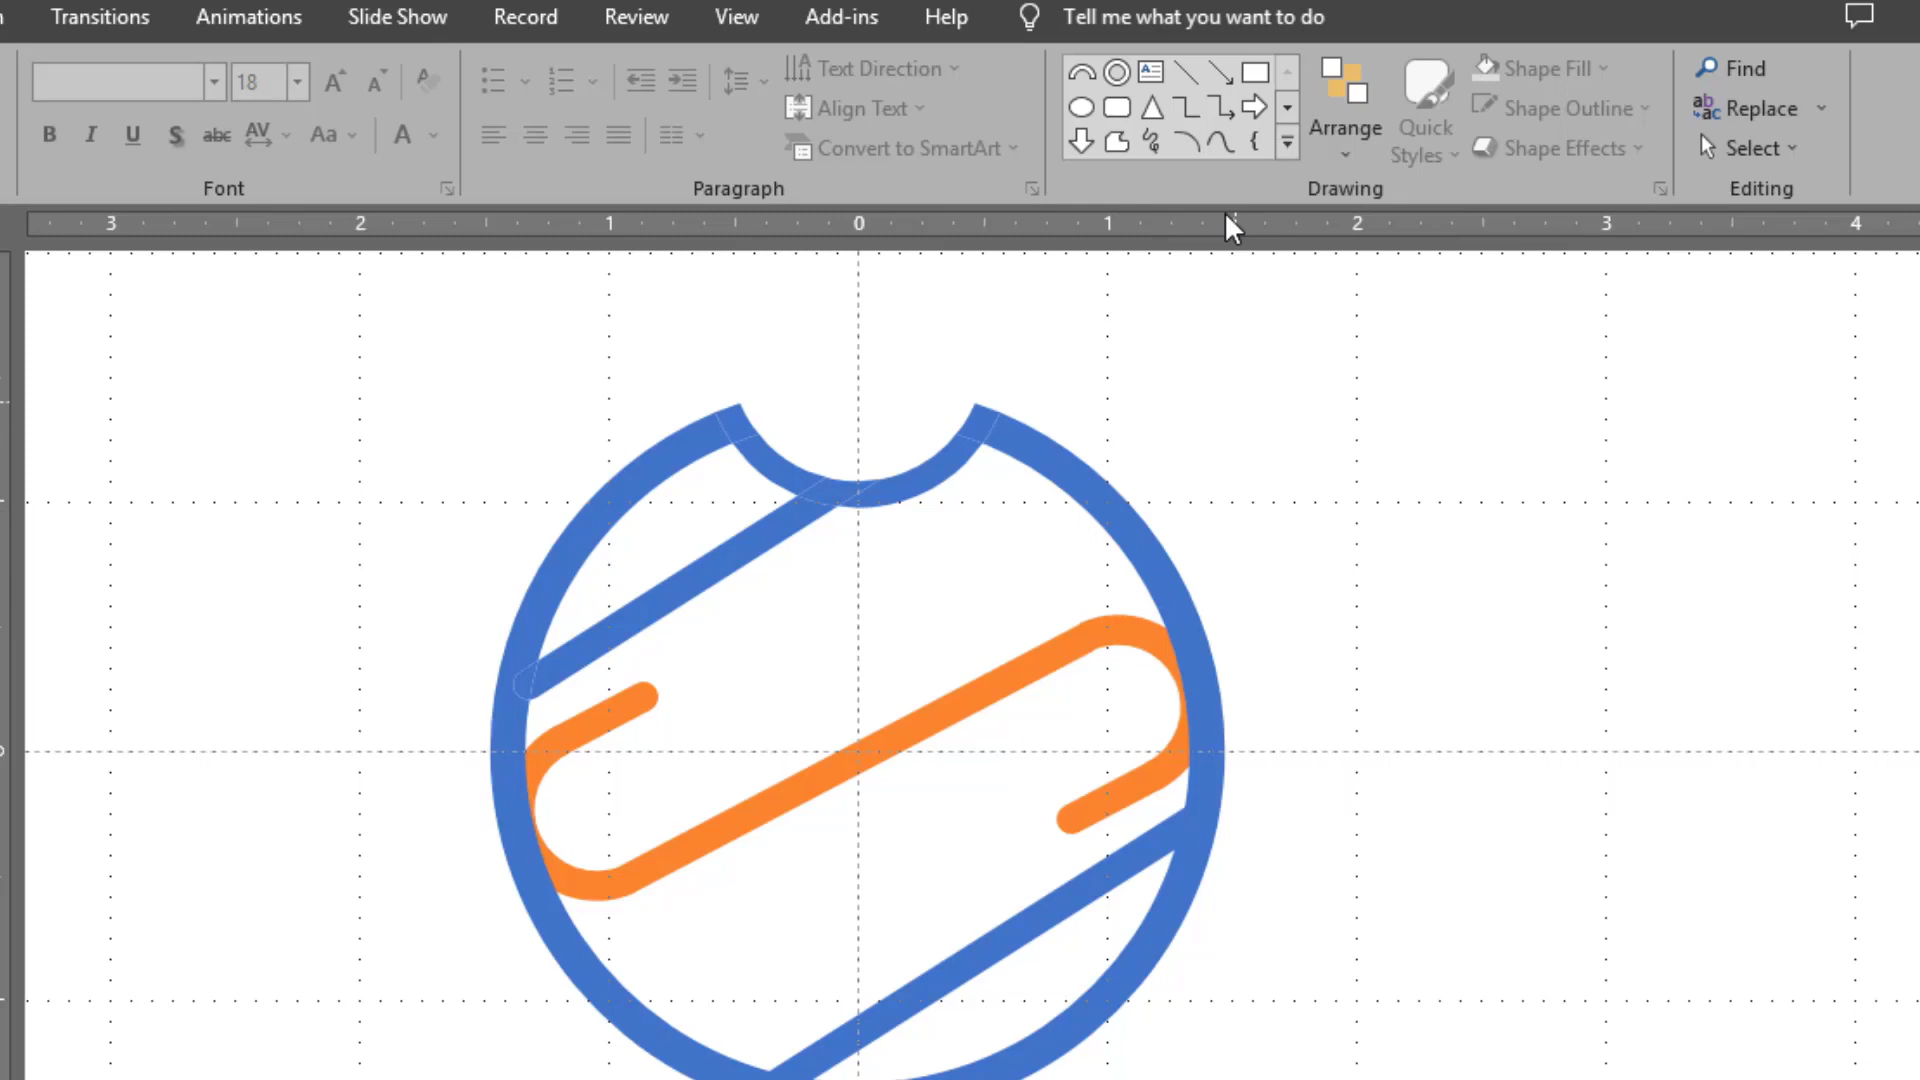 Transitions Animations Slide Show Record Review View Add-ins Help Tell me what you want to do
18 A A A Text Direction Shape Fill Find
Align Text Shape Outline Replace
B I U S abc AV Aa A Convert to SmartArt Arrange Quick Styles Shape Effects Select
Font Paragraph Drawing Editing
3 2 1 0 1 2 3 4